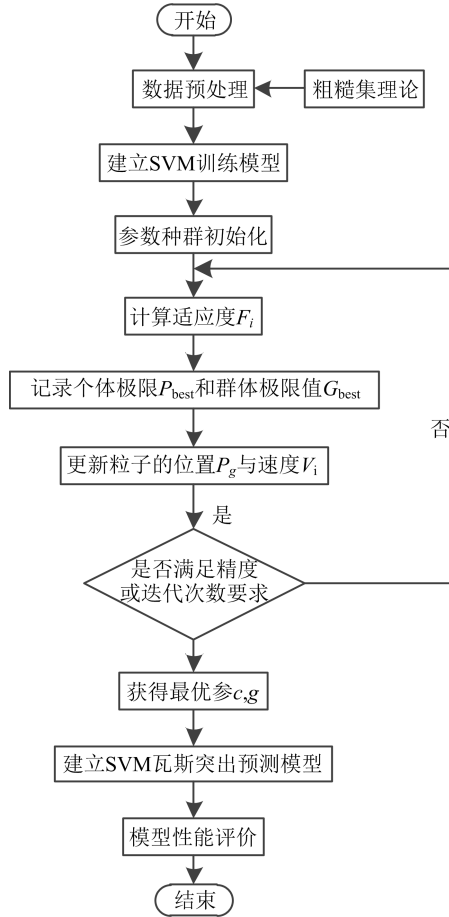 开始
数据预处理
粗糙集理论
建立SVM训练模型
参数种群初始化
计算适应度Fi
记录个体极限Pbest和群体极限值Gbest
否
更新粒子的位置Pg与速度Vi
是
是否满足精度
或迭代次数要求
获得最优参c,g
建立SVM瓦斯突出预测模型
模型性能评价
结束